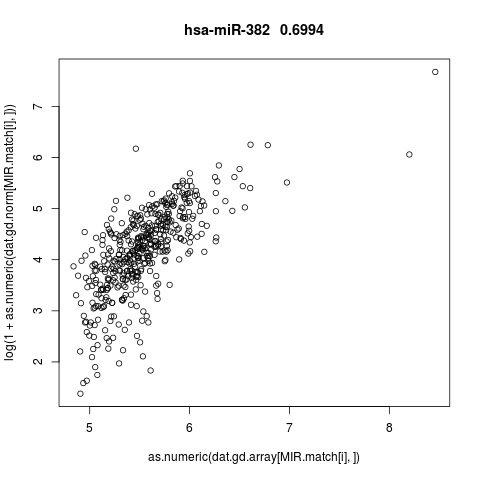 hsa-miR-382 0.6994
log(1 + as.numeric(dat.gd.norm[MIR.match[i], ]))
7
6
5
4
3
2
5 6 7 8
as.numeric(dat.gd.array[MIR.match[i], ])